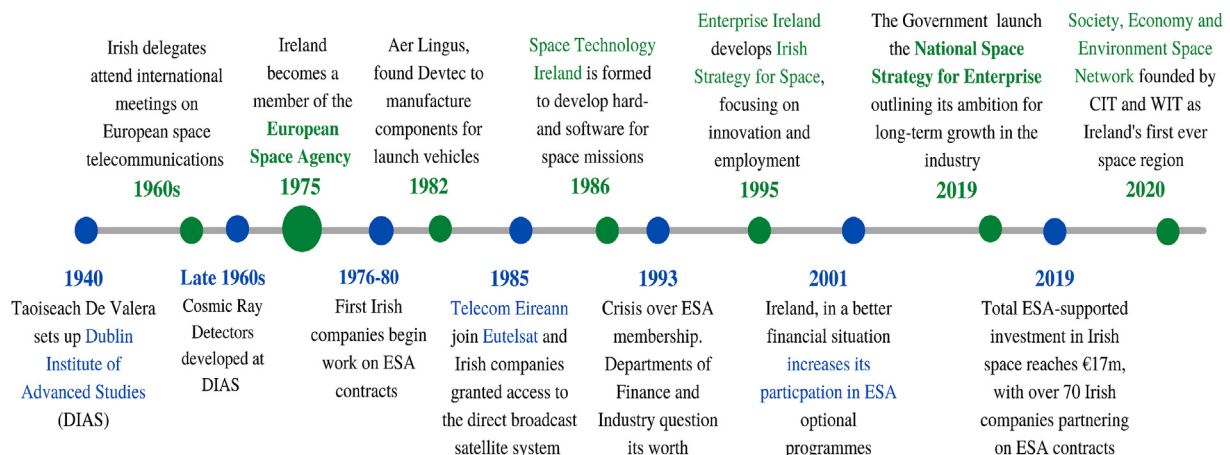 Irish delegates
attend international
meetings on
European space
telecommunications
1960s
Ireland
becomes a
member of the
European
Space Agency
1975
Aer Lingus,
found Devtec to
manufacture
components for
launch vehicles
1982
Space Technology
Ireland is formed
to develop hard-
and software for
space missions
1986
Enterprise Ireland
develops Irish
Strategy for Space,
focusing on
innovation and
employment
1995
The Government launch
the National Space
Strategy for Enterprise
outlining its ambition for
long-term growth in the
industry
2019
Society, Economy and
Environment Space
Network founded by
CIT and WIT as
Ireland's first ever
space region
2020
1940
Taoiseach De Valera
sets up Dublin
Institute of
Advanced Studies
(DIAS)
Late 1960s
Cosmic Ray
Detectors
developed at
DIAS
1976-80
First Irish
companies begin
work on ESA
contracts
1985
Telecom Eireann
join Eutelsat and
Irish companies
granted access to
the direct broadcast
satellite system
1993
Crisis over ESA
membership.
Departments of
Finance and
Industry question
its worth
2001
Ireland, in a better
financial situation
increases its
particpation in ESA
optional
programmes
2019
Total ESA-supported
investment in Irish
space reaches €17m,
with over 70 Irish
companies partnering
on ESA contracts